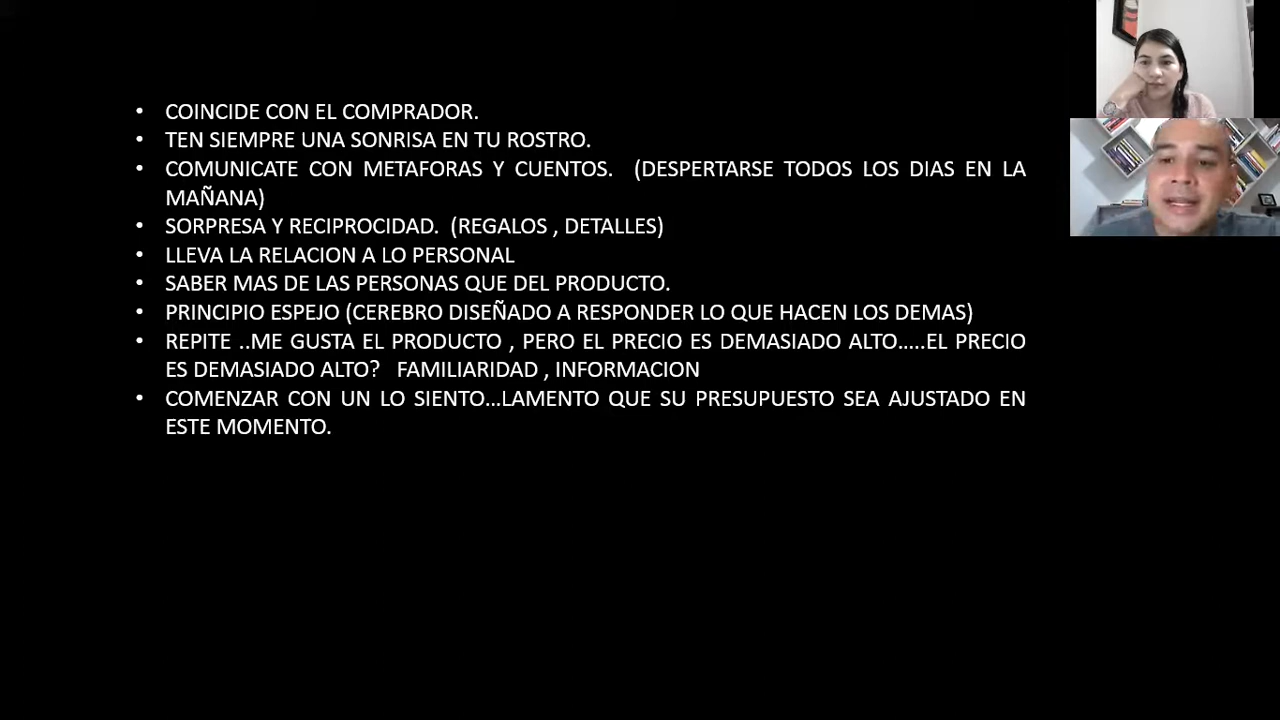 • COINCIDE CON EL COMPRADOR.
• TEN SIEMPRE UNA SONRISA EN TU ROSTRO.
• COMUNICATE CON METAFORAS Y CUENTOS. (DESPERTARSE TODOS LOS DIAS EN LA
MAÑANA)
• SORPRESA Y RECIPROCIDAD. (REGALOS , DETALLES)
• LLEVA LA RELACION A LO PERSONAL
• SABER MAS DE LAS PERSONAS QUE DEL PRODUCTO.
• PRINCIPIO ESPEJO (CEREBRO DISEÑADO A RESPONDER LO QUE HACEN LOS DEMAS)
• REPITE ..ME GUSTA EL PRODUCTO , PERO EL PRECIO ES DEMASIADO ALTO.....EL PRECIO
ES DEMASIADO ALTO? FAMILIARIDAD , INFORMACION
• COMENZAR CON UN LO SIENTO...LAMENTO QUE SU PRESUPUESTO SEA AJUSTADO EN
ESTE MOMENTO.